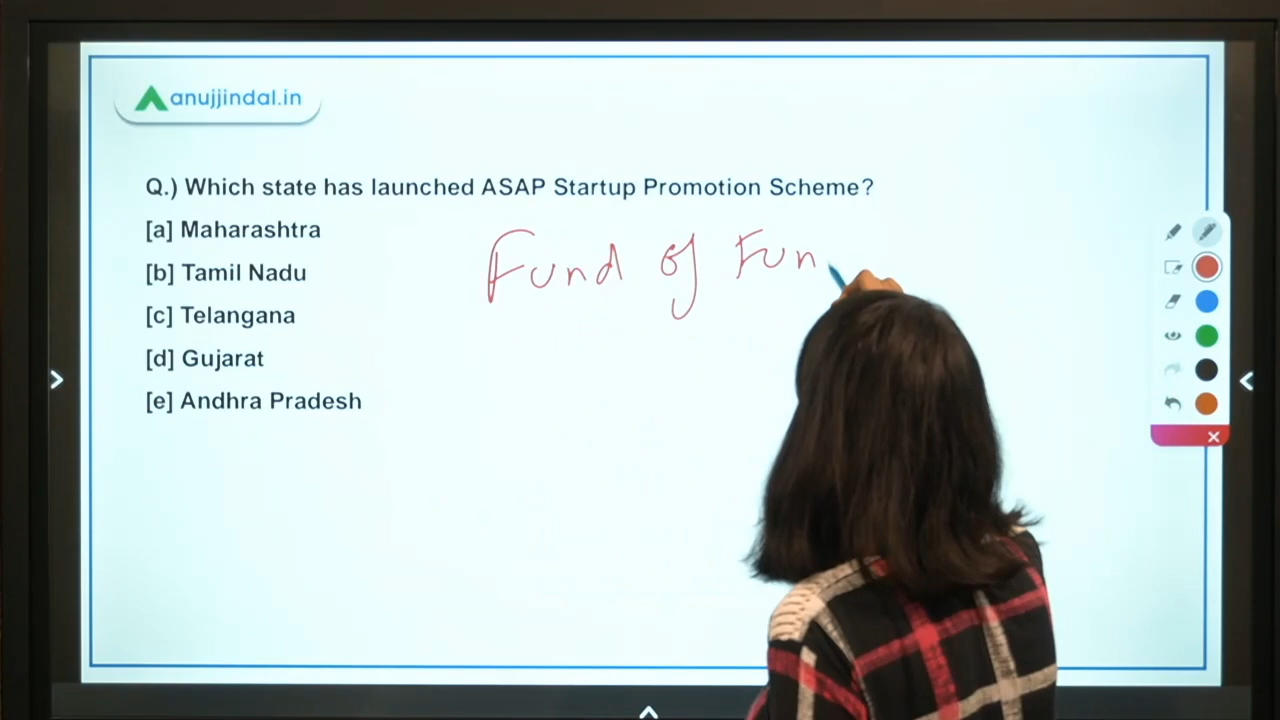 anujjindal.in
Q.) Which state has launched ASAP Startup Promotion Scheme?
[a] Maharashtra
Fund of Fun
[b] Tamil Nadu
[c] Telangana
[d] Gujarat
[e] Andhra Pradesh